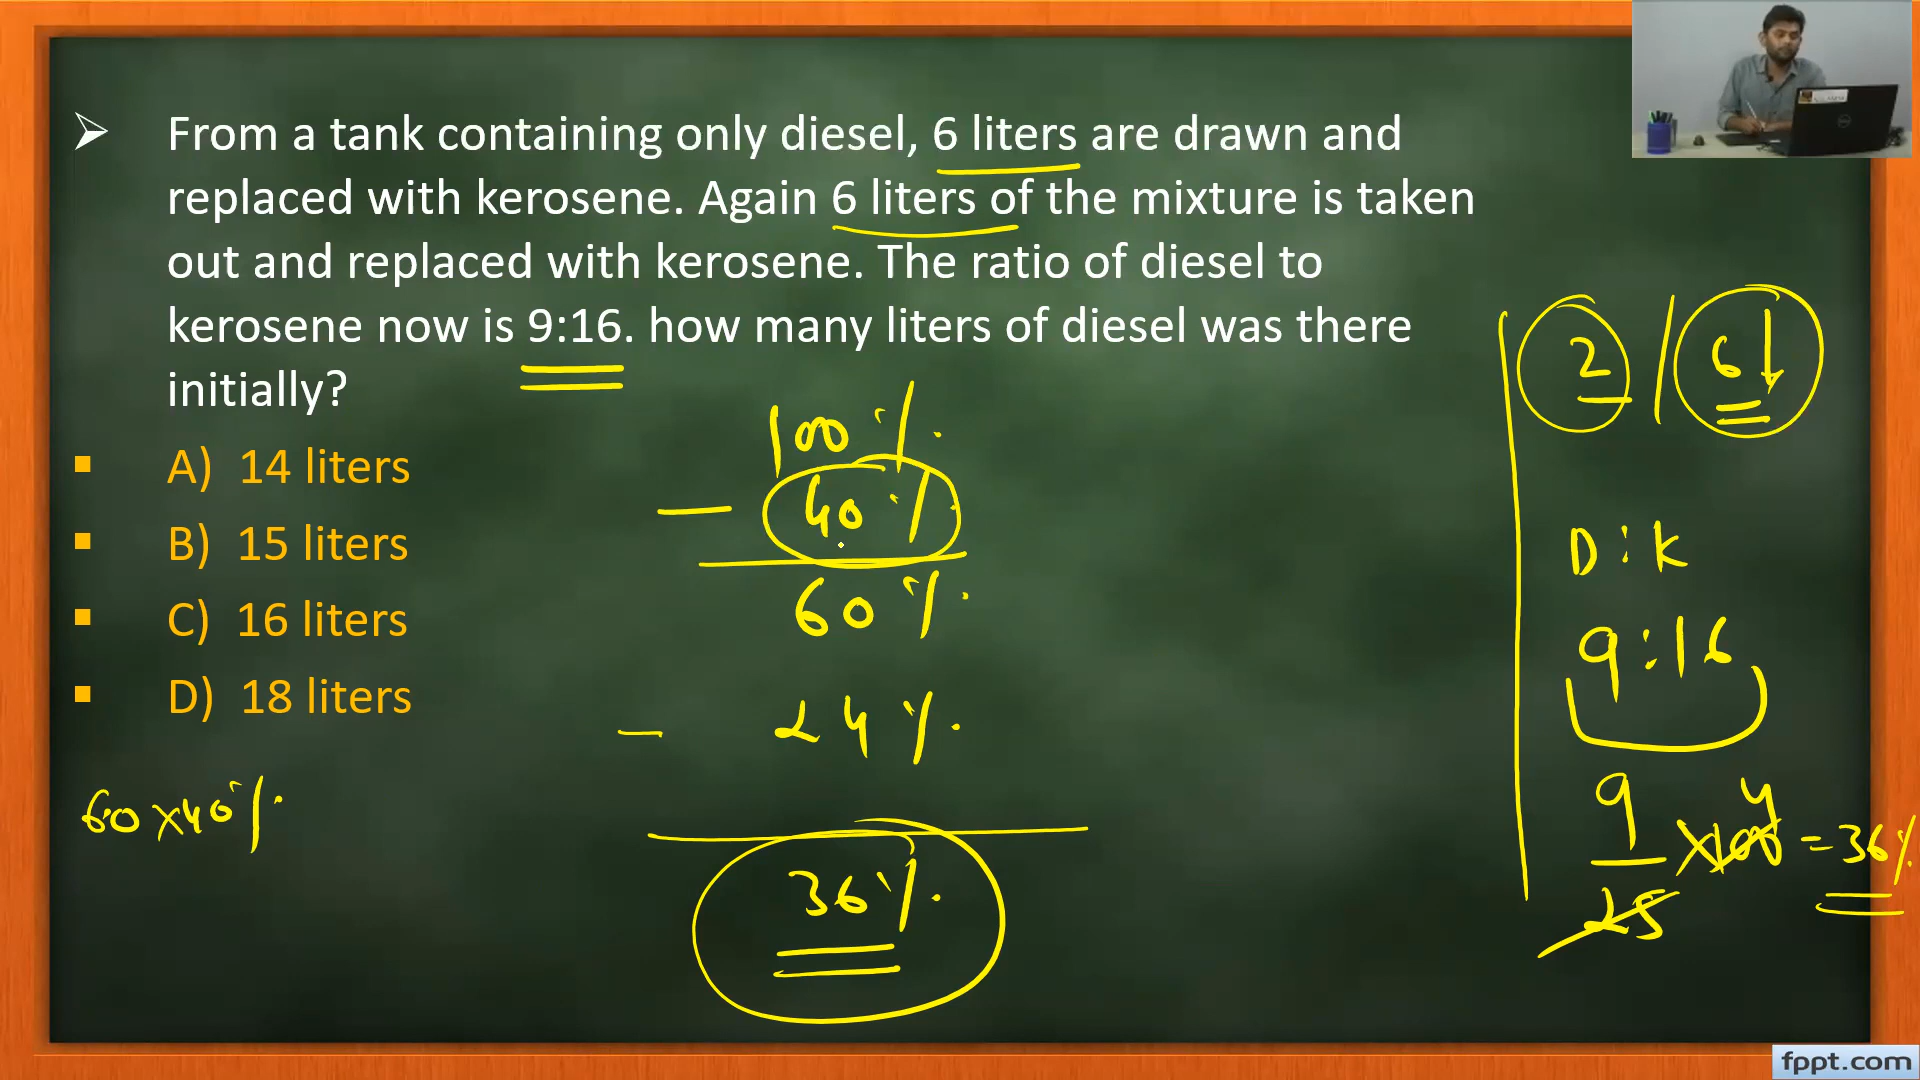 From a tank containing only diesel, 6 liters are drawn and
replaced with kerosene. Again 6 liters of the mixture is taken
out and replaced with kerosene. The ratio of diesel to
kerosene now is 9:16. how many liters of diesel was there
initially?
A) 14 liters
B) 15 liters
C) 16 liters
D) 18 liters
60 x 40%
100%
- 40%
60%
- 24%
36%
2 / 6↓
D : K
9 : 16
4
9/25 x 100 = 36%
fppt.com